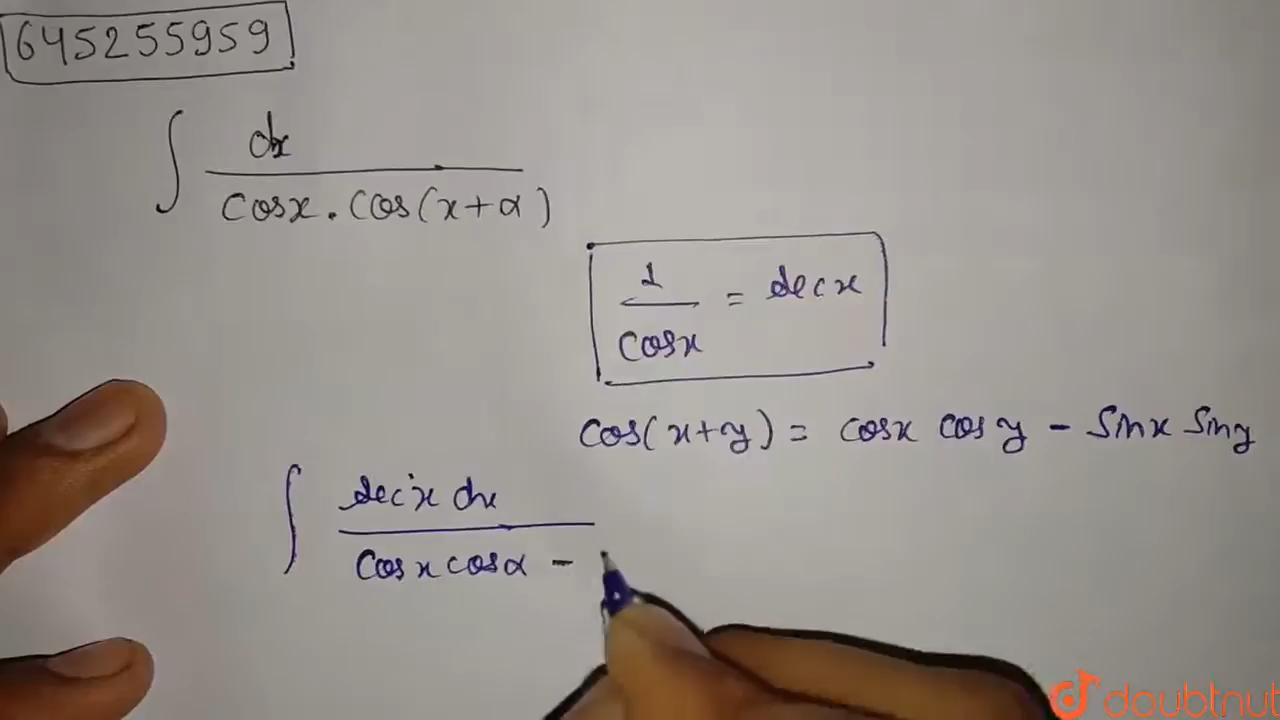 645255959
∫ dx / cosx . cos(x+α)
1 / cosx = secx
cos(x+y) = cosx cosy - sinx siny
∫ secx dx / cosx cosα -
doubtnut